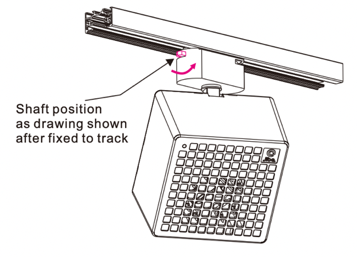 Shaft position
as drawing shown
after fixed to track